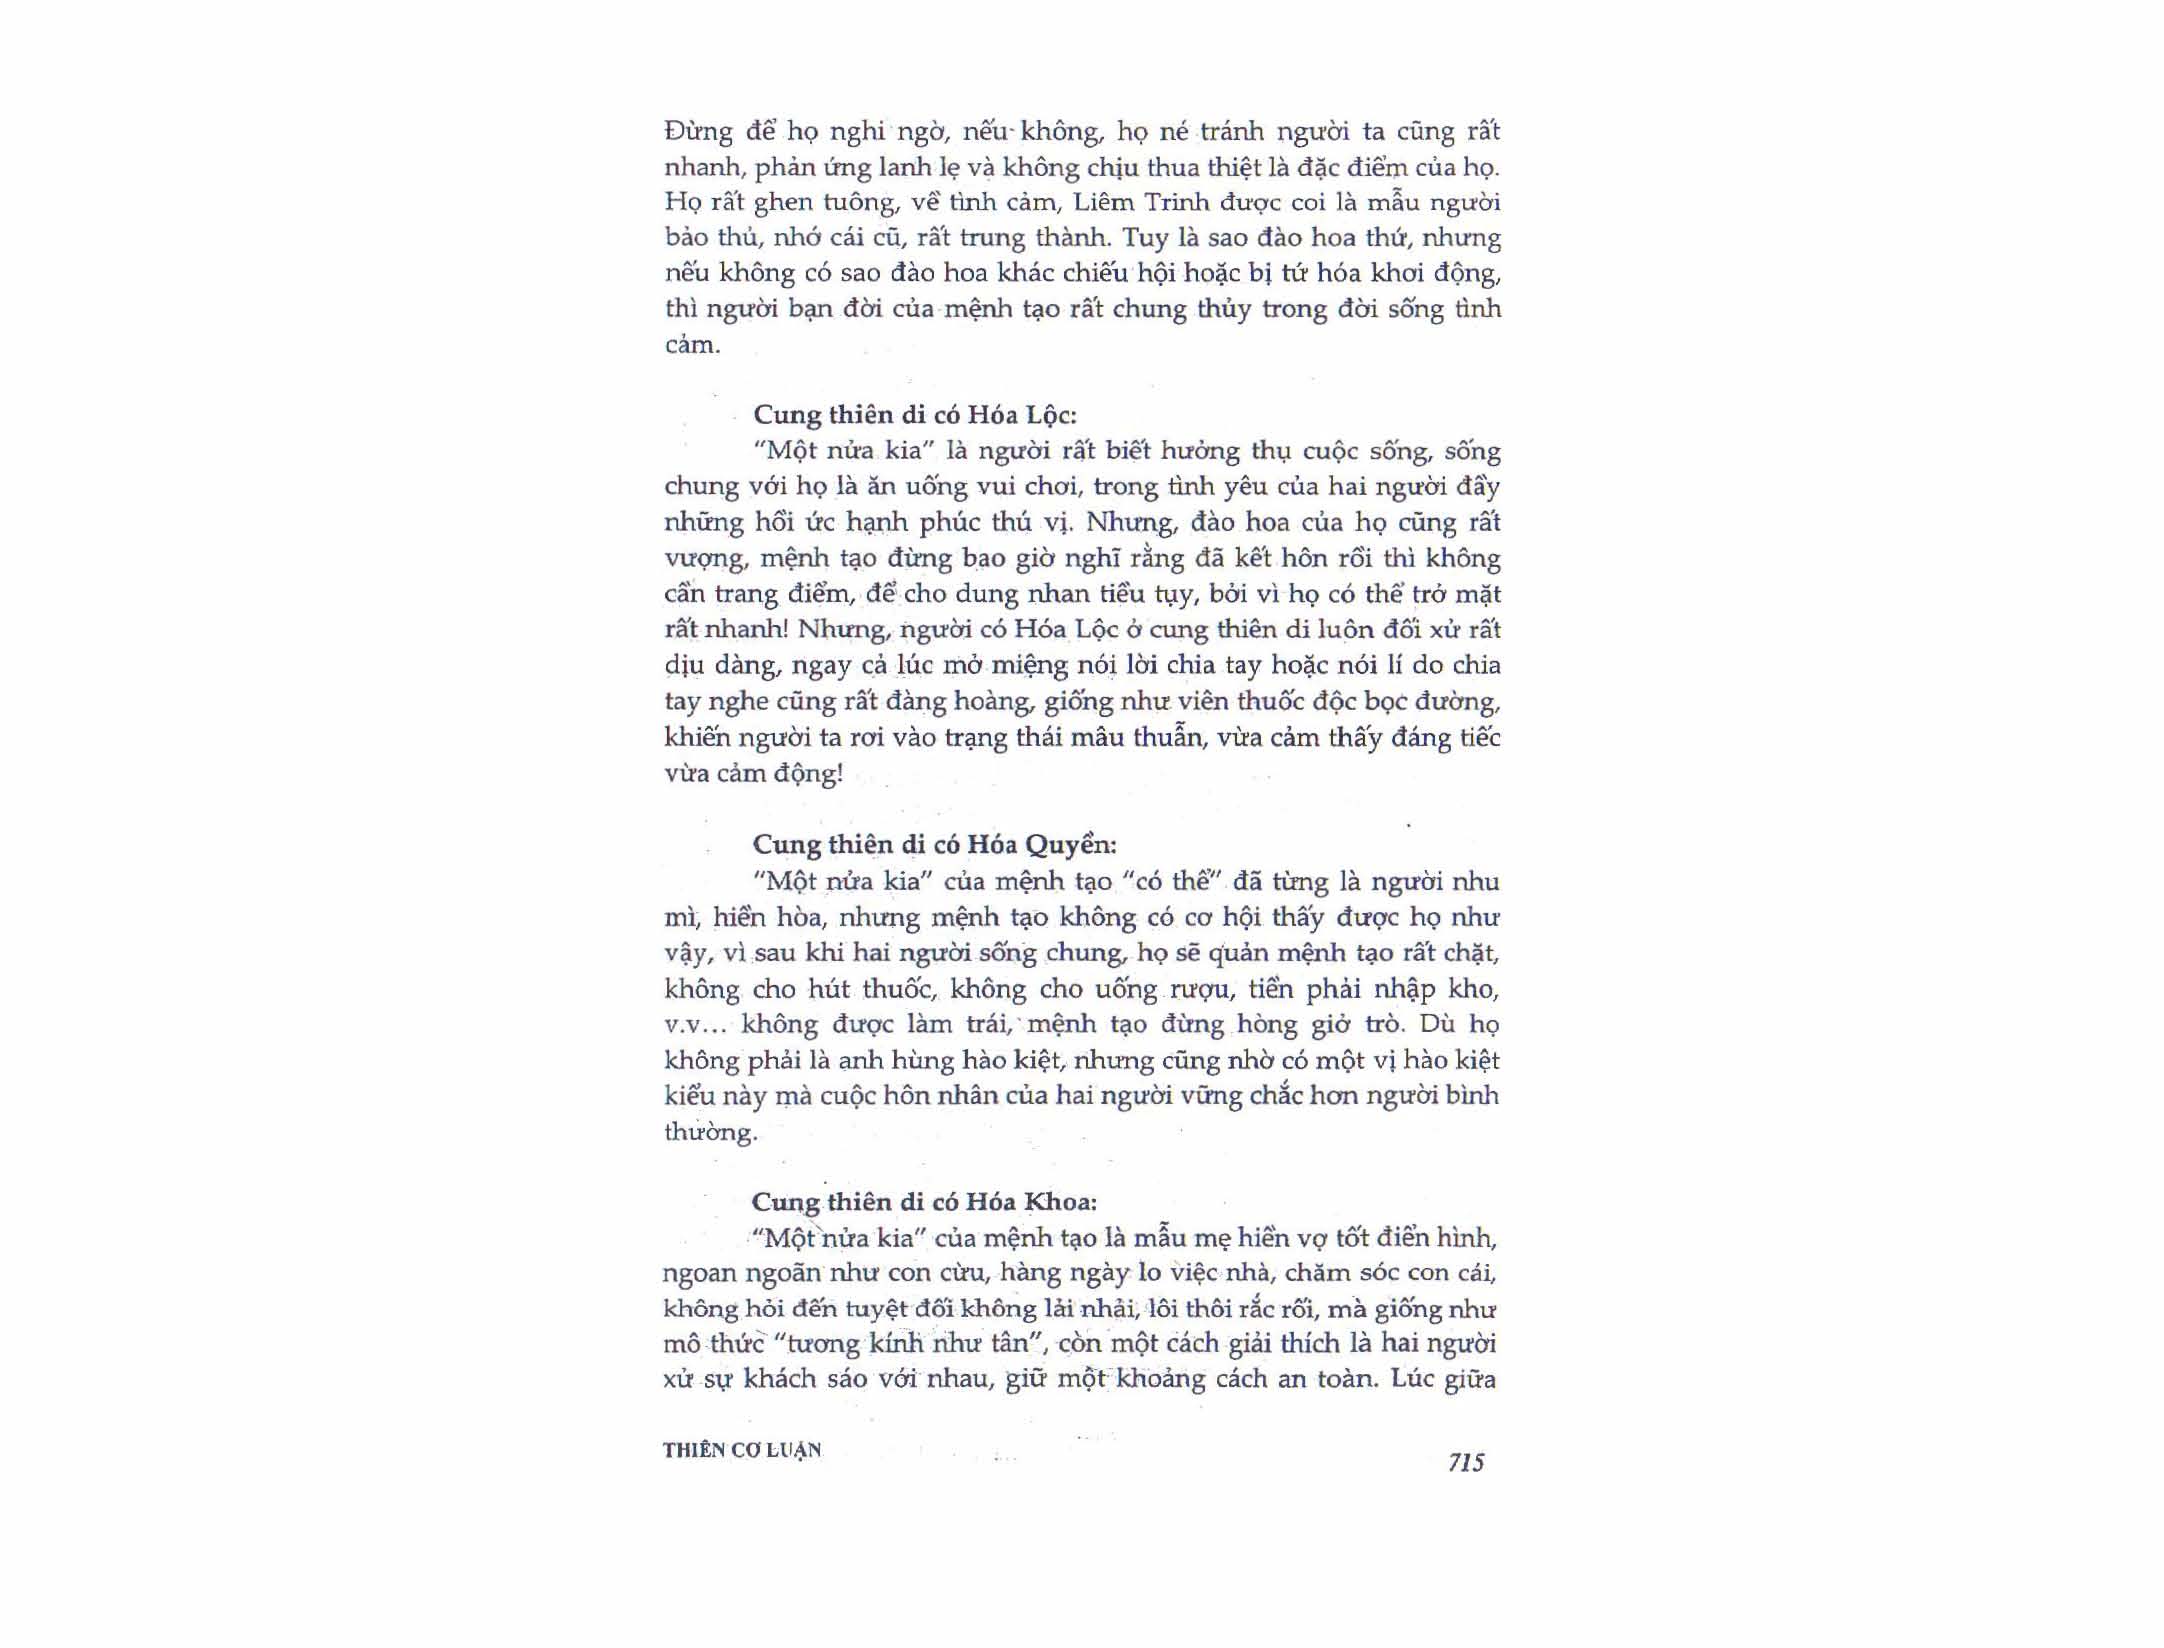 Đừng để họ nghi ngờ, nếu không, họ né tránh người ta cũng rất
nhanh, phản ứng lanh lẹ và không chịu thua thiệt là đặc điểm của họ.
Họ rất ghen tuông, về tình cảm, Liêm Trinh được coi là mẫu người
bảo thủ, nhớ cái cũ, rất trung thành. Tuy là sao đào hoa thứ, nhưng
nếu không có sao đào hoa khác chiếu hội hoặc bị tứ hóa khơi động,
thì người bạn đời của mệnh tạo rất chung thủy trong đời sống tình
cảm.
Cung thiên di có Hóa Lộc:
“Một nửa kia” là người rất biết hưởng thụ cuộc sống, sống
chung với họ là ăn uống vui chơi, trong tình yêu của hai người đầy
những hồi ức hạnh phúc thú vị. Nhưng, đào hoa của họ cũng rất
vượng, mệnh tạo đừng bao giờ nghĩ rằng đã kết hôn rồi thì không
cần trang điểm, để cho dung nhan tiều tụy, bởi vì họ có thể trở mặt
rất nhanh! Nhưng, người có Hóa Lộc ở cung thiên di luôn đối xử rất
dịu dàng, ngay cả lúc mở miệng nói lời chia tay hoặc nói lí do chia
tay nghe cũng rất đàng hoàng, giống như viên thuốc độc bọc đường,
khiến người ta rơi vào trạng thái mâu thuẫn, vừa cảm thấy đáng tiếc
vừa cảm động!
Cung thiên di có Hóa Quyền:
“Một nửa kia” của mệnh tạo “có thể” đã từng là người nhu
mì, hiền hòa, nhưng mệnh tạo không có cơ hội thấy được họ như
vậy, vì sau khi hai người sống chung, họ sẽ quản mệnh tạo rất chặt,
không cho hút thuốc, không cho uống rượu, tiền phải nhập kho,
v.v... không được làm trái, mệnh tạo đừng hòng giở trò. Dù họ
không phải là anh hùng hào kiệt, nhưng cũng nhờ có một vị hào kiệt
kiểu này mà cuộc hôn nhân của hai người vững chắc hơn người bình
thường.
Cung thiên di có Hóa Khoa:
“Một nửa kia” của mệnh tạo là mẫu mẹ hiền vợ tốt điển hình,
ngoan ngoãn như con cừu, hàng ngày lo việc nhà, chăm sóc con cái,
không hỏi đến tuyệt đối không lải nhải, lôi thôi rắc rối, mà giống như
mô thức “tương kính như tân”, còn một cách giải thích là hai người
xử sự khách sáo với nhau, giữ một khoảng cách an toàn. Lúc giữa
THIÊN CƠ LUẬN
715